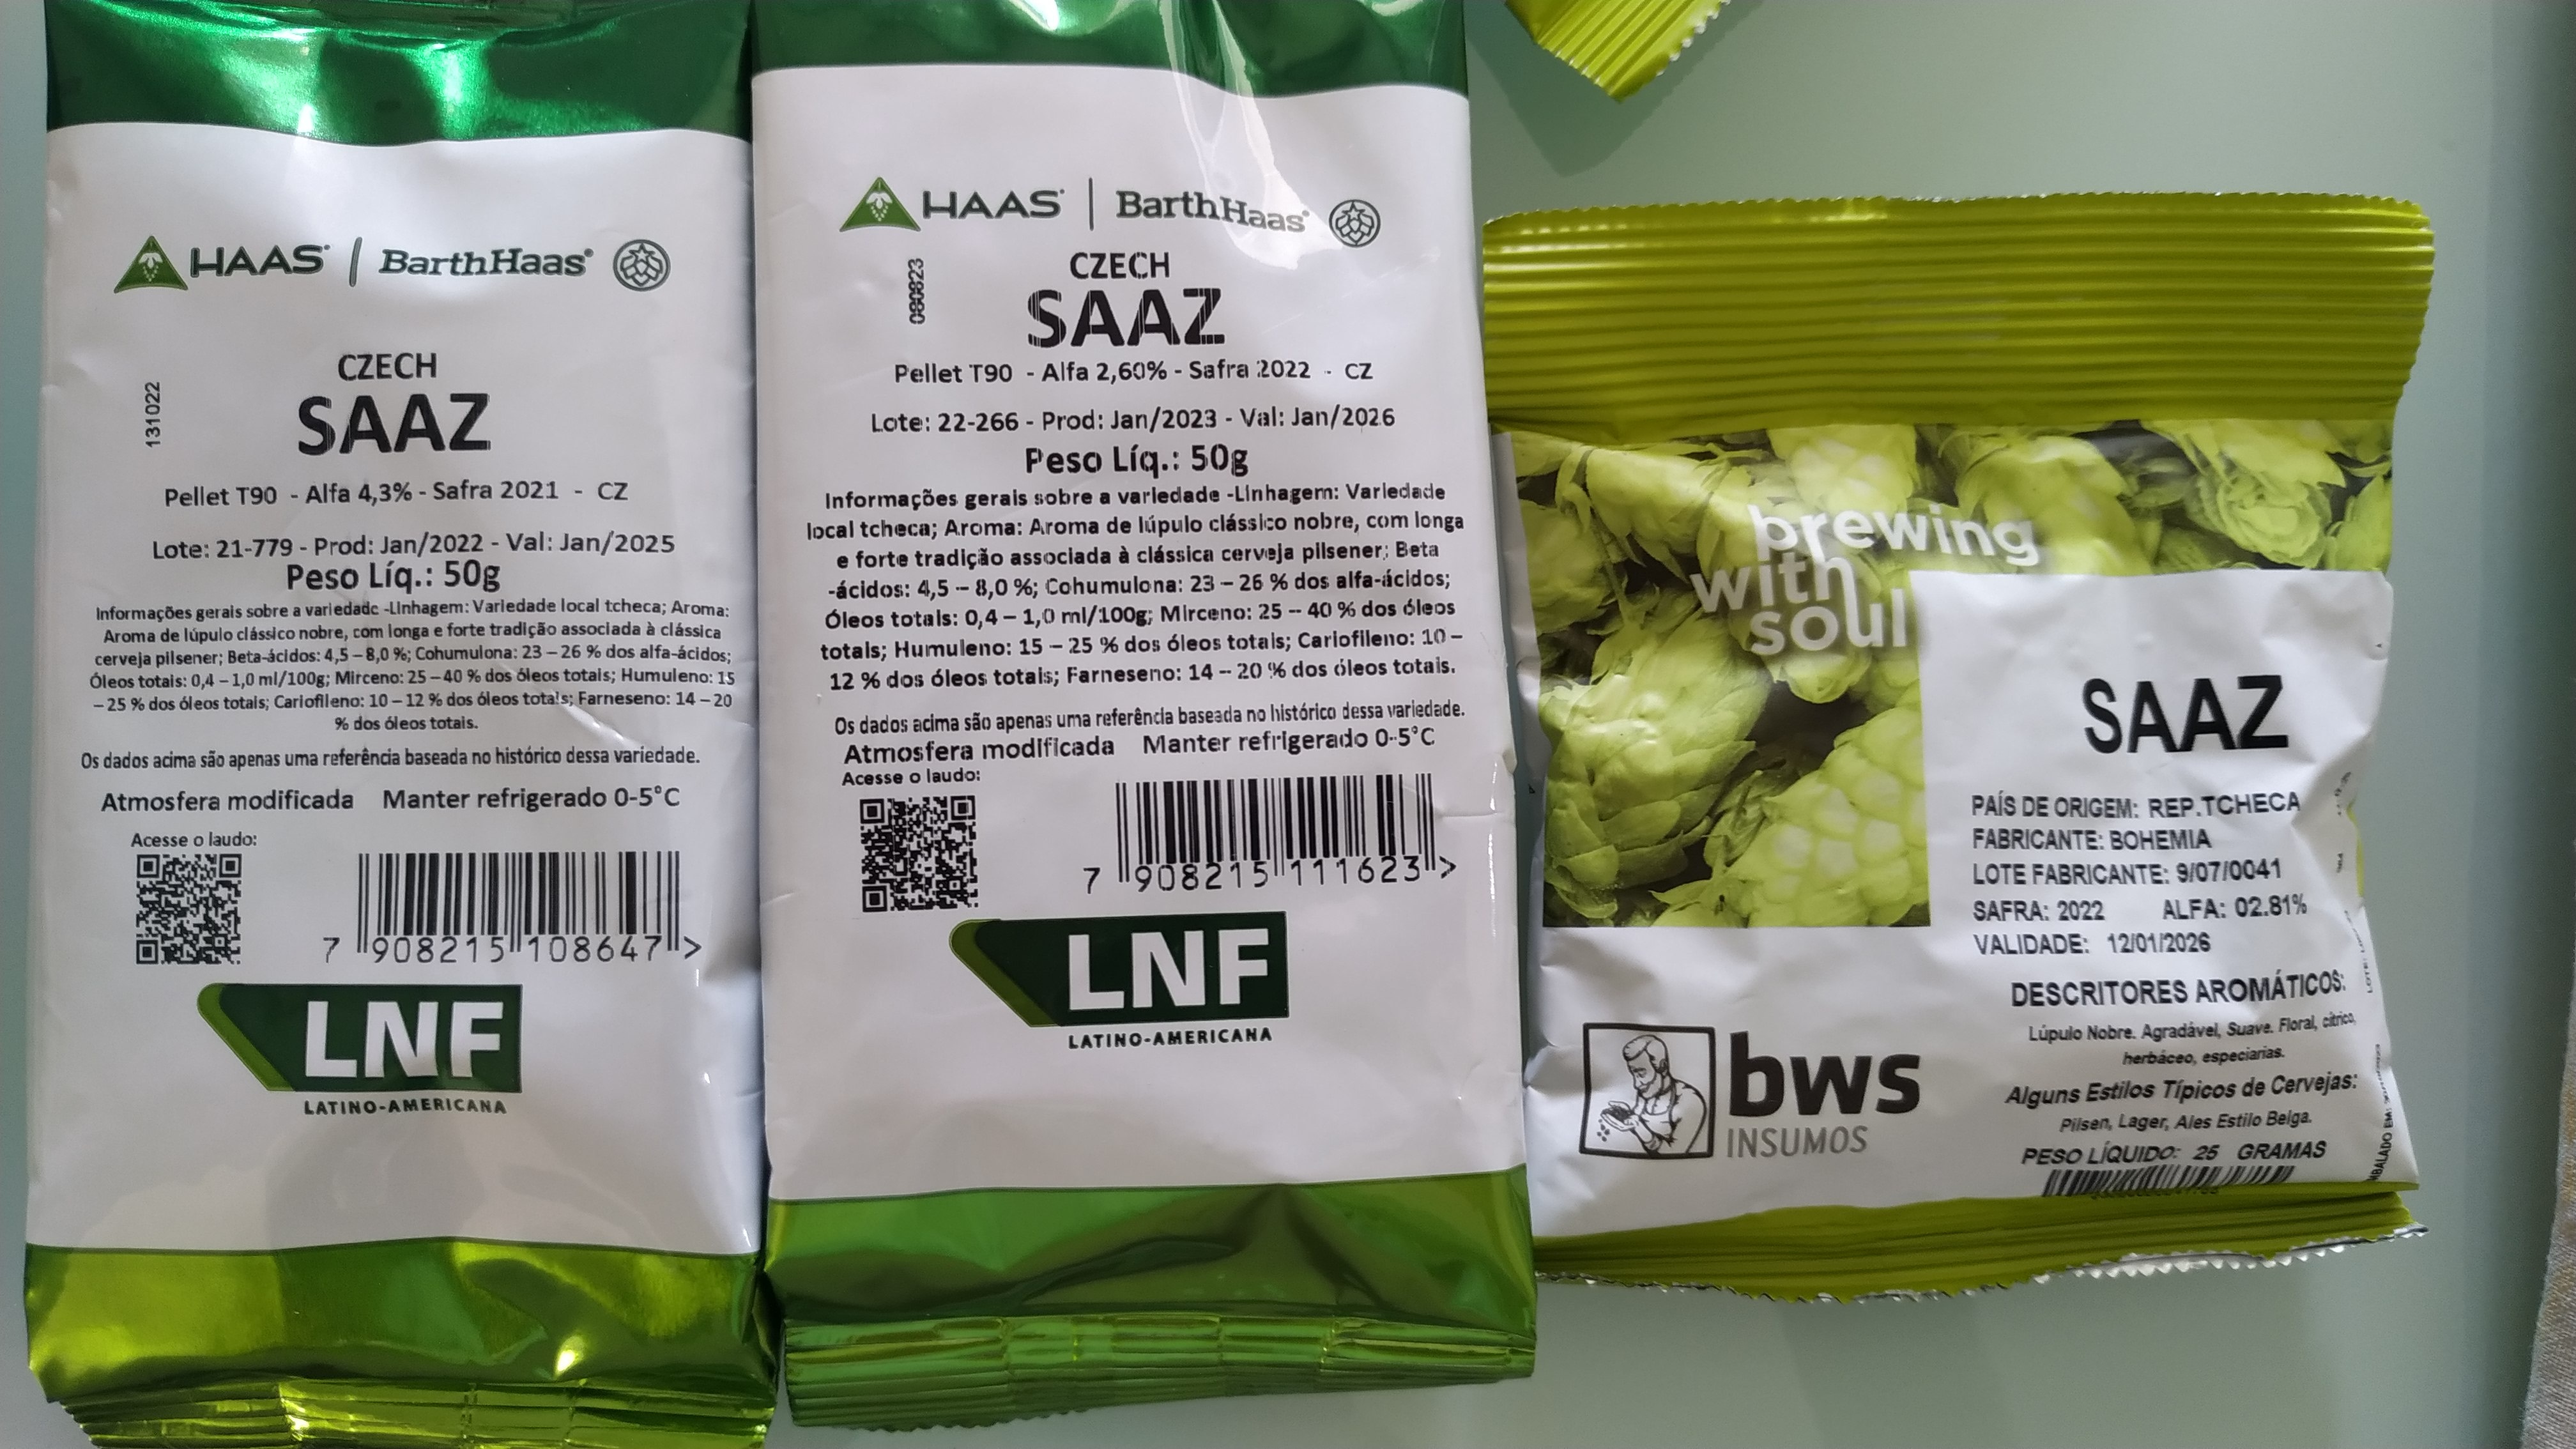 HAAS | BarthHaas
CZECH
131022
SAAZ
Pellet T90 - Alfa 4,3% - Safra 2021 - CZ
Lote: 21-779 - Prod: Jan/2022 - Val: Jan/2025
Peso Líq.: 50g
Informações gerais sobre a variedade -Linhagem: Variedade local tcheca; Aroma:
Aroma de lúpulo clássico nobre, com longa e forte tradição associada à clássica
cerveja pilsener; Beta-ácidos: 4,5 – 8,0 %; Cohumulona: 23 – 26 % dos alfa-ácidos;
Óleos totais: 0,4 – 1,0 ml/100g; Mirceno: 25 – 40 % dos óleos totais; Humuleno: 15
– 25 % dos óleos totais; Cariofileno: 10 – 12 % dos óleos totais; Farneseno: 14 – 20
% dos óleos totais.
Os dados acima são apenas uma referência baseada no histórico dessa variedade.
Atmosfera modificada Manter refrigerado 0-5°C
Acesse o laudo:
7 908215 108647 >
LNF
LATINO-AMERICANA
HAAS | BarthHaas
CZECH
080823
SAAZ
Pellet T90 - Alfa 2,60% - Safra 2022 - CZ
Lote: 22-266 - Prod: Jan/2023 - Val: Jan/2026
Peso Líq.: 50g
Informações gerais sobre a variedade -Linhagem: Variedade
local tcheca; Aroma: Aroma de lúpulo clássico nobre, com longa
e forte tradição associada à clássica cerveja pilsener; Beta
-ácidos: 4,5 – 8,0 %; Cohumulona: 23 – 26 % dos alfa-ácidos;
Óleos totais: 0,4 – 1,0 ml/100g; Mirceno: 25 – 40 % dos óleos
totais; Humuleno: 15 – 25 % dos óleos totais; Cariofileno: 10 –
12 % dos óleos totais; Farneseno: 14 – 20 % dos óleos totais.
Os dados acima são apenas uma referência baseada no histórico dessa variedade.
Atmosfera modificada Manter refrigerado 0-5°C
Acesse o laudo:
7 908215 111623 >
LNF
LATINO-AMERICANA
brewing
with
soul
SAAZ
PAÍS DE ORIGEM: REP.TCHECA
FABRICANTE: BOHEMIA
LOTE FABRICANTE: 9/07/0041
SAFRA: 2022 ALFA: 02.81%
VALIDADE: 12/01/2026
DESCRITORES AROMÁTICOS:
Lúpulo Nobre. Agradável, Suave. Floral, cítrico,
herbáceo, especiarias.
Alguns Estilos Típicos de Cervejas:
Pilsen, Lager, Ales Estilo Belga.
PESO LÍQUIDO: 25 GRAMAS
bws
INSUMOS